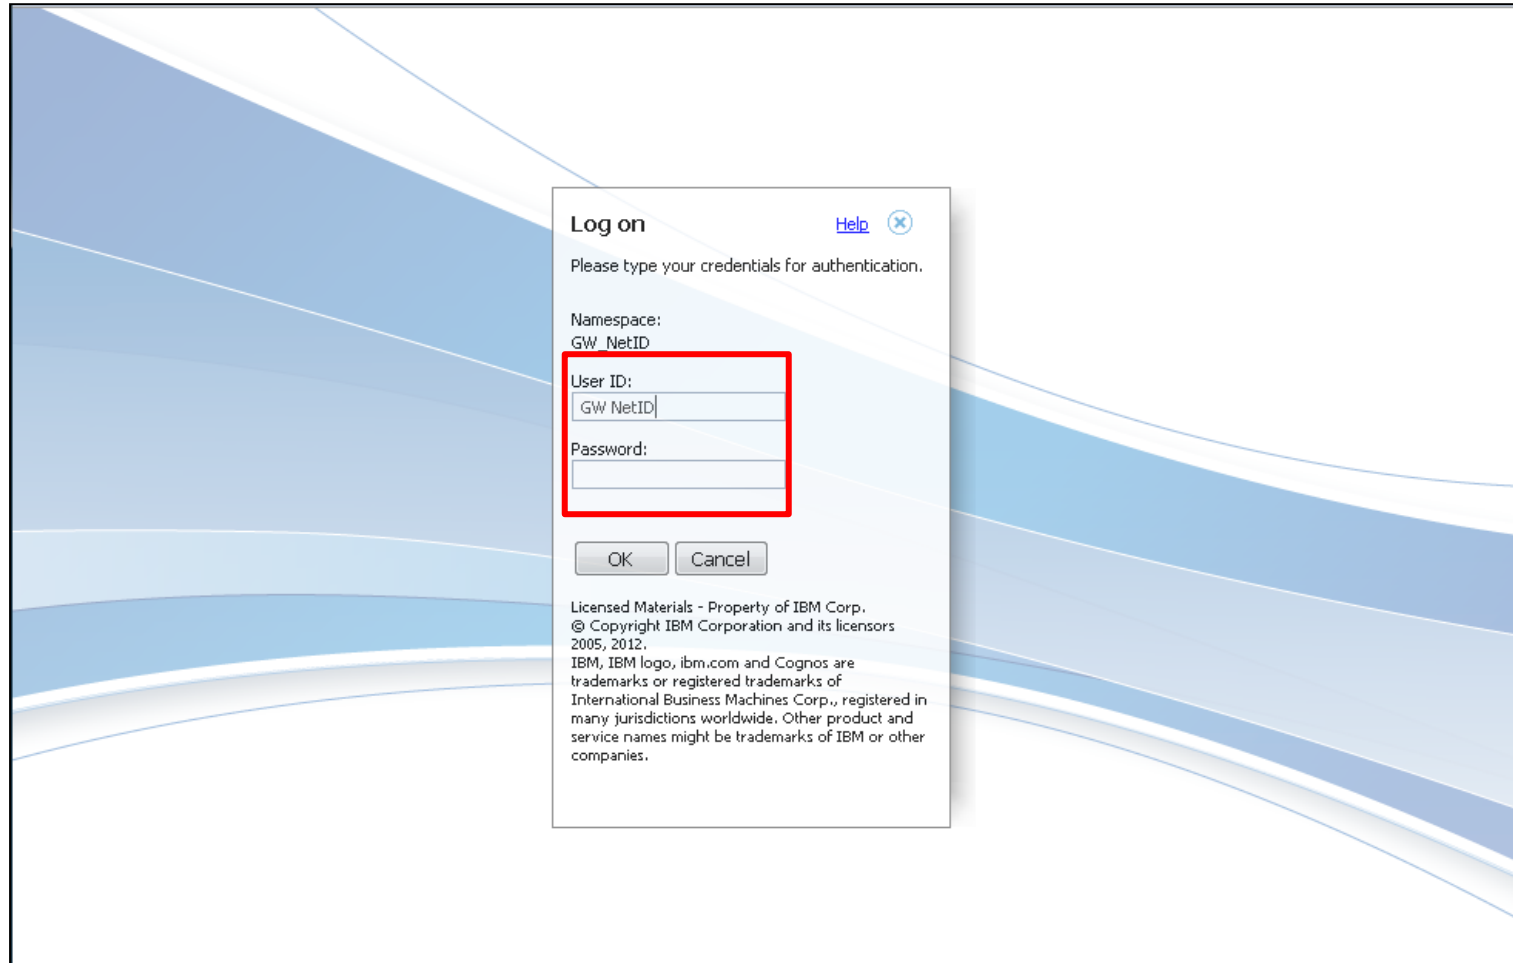 Log on Help
Please type your credentials for authentication.
Namespace:
GW_NetID
User ID:
GW NetID
Password:
OK Cancel
Licensed Materials - Property of IBM Corp.
© Copyright IBM Corporation and its licensors
2005, 2012.
IBM, IBM logo, ibm.com and Cognos are
trademarks or registered trademarks of
International Business Machines Corp., registered in
many jurisdictions worldwide. Other product and
service names might be trademarks of IBM or other
companies.